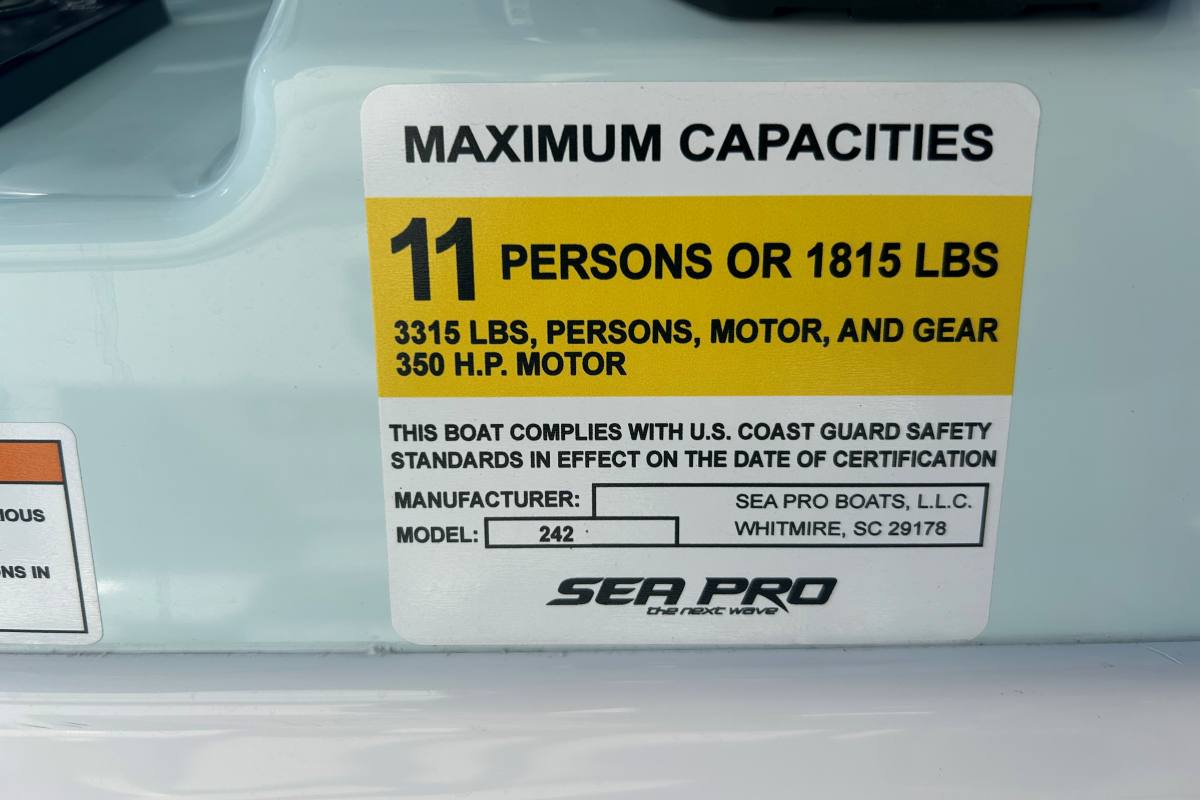 MAXIMUM CAPACITIES
11 PERSONS OR 1815 LBS
3315 LBS, PERSONS, MOTOR, AND GEAR
350 H.P. MOTOR
THIS BOAT COMPLIES WITH U.S. COAST GUARD SAFETY
STANDARDS IN EFFECT ON THE DATE OF CERTIFICATION
MANUFACTURER: SEA PRO BOATS, L.L.C.
MODEL: 242 WHITMIRE, SC 29178
SEA PRO
the next wave
IOUS
NS IN